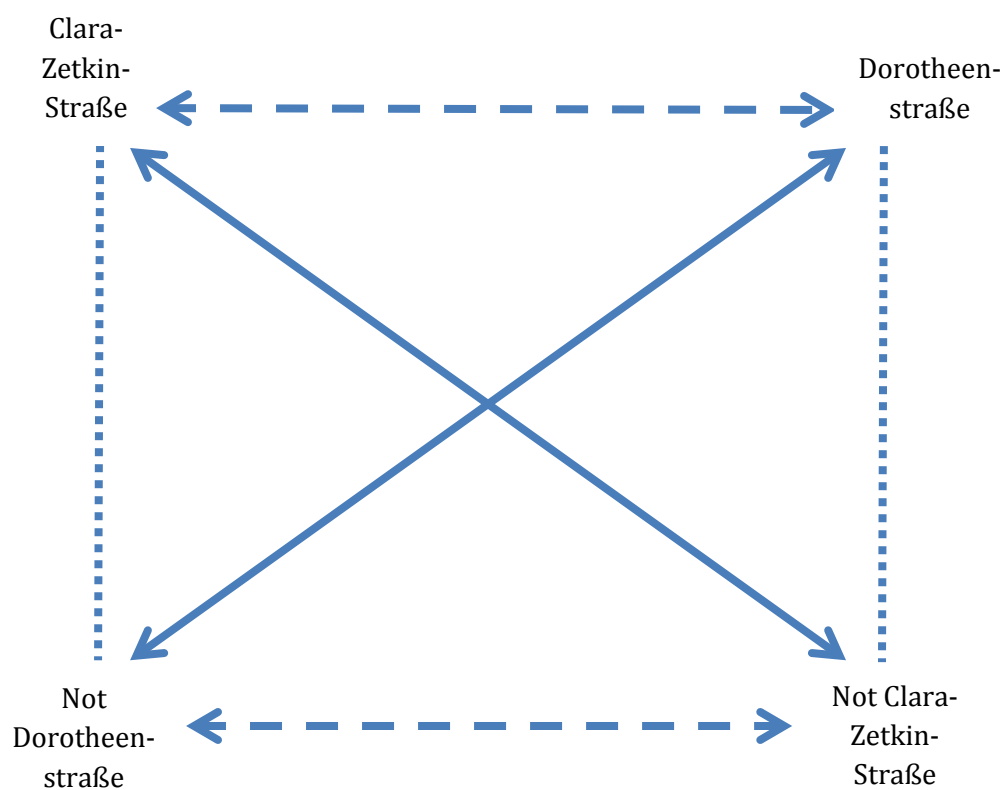 Clara-
Zetkin-
Straße
Dorotheen-
straße
Not
Dorotheen-
straße
Not Clara-
Zetkin-
Straße